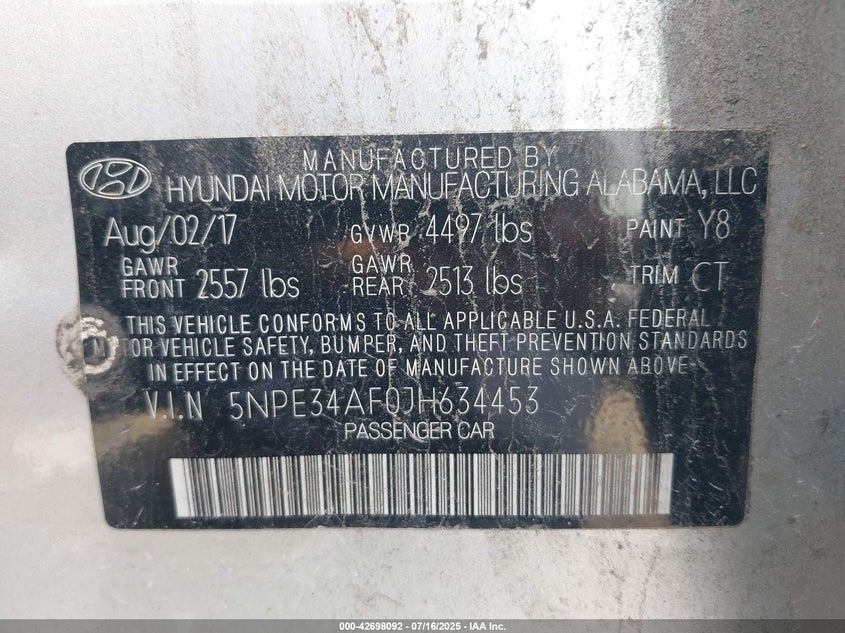 MANUFACTURED BY
HYUNDAI MOTOR MANUFACTURING ALABAMA, LLC
Aug/02/17 GVWR 4497 lbs PAINT Y8
GAWR FRONT 2557 lbs GAWR REAR 2513 lbs TRIM CT
THIS VEHICLE CONFORMS TO ALL APPLICABLE U.S.A. FEDERAL
MOTOR VEHICLE SAFETY, BUMPER, AND THEFT PREVENTION STANDARDS
IN EFFECT ON THE DATE OF MANUFACTURE SHOWN ABOVE.
V.I.N 5NPE34AF0JH634453
PASSENGER CAR
000-42698092 - 07/16/2025 - IAA Inc.